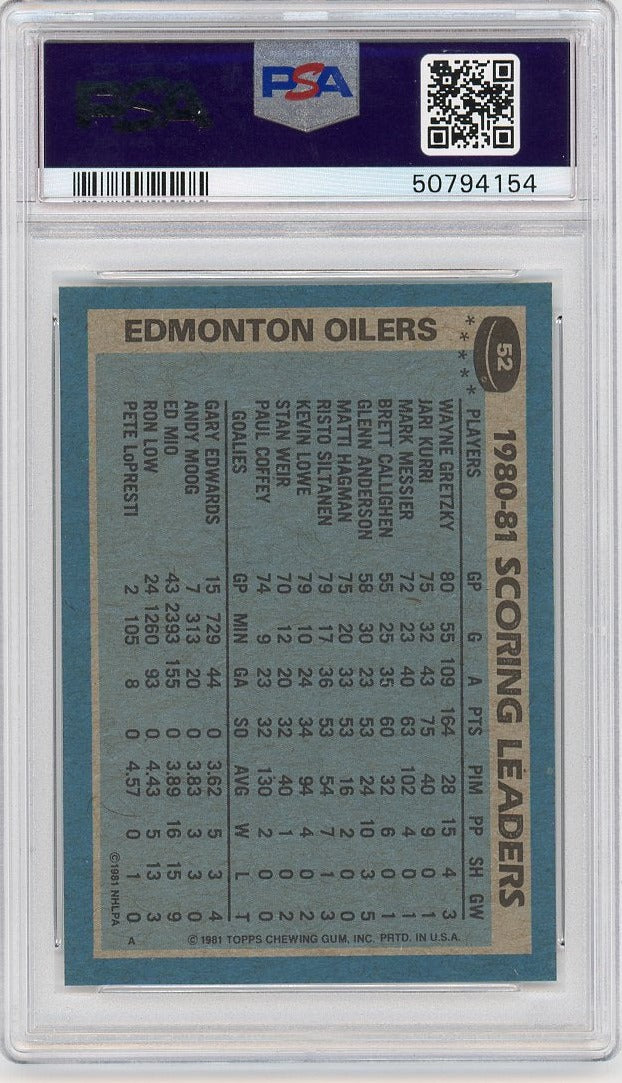 PSA
PSA
50794154
52
1980-81 SCORING LEADERS
EDMONTON OILERS
PLAYERS GP G A PTS PIM PP SH GW
WAYNE GRETZKY 80 55 109 164 28 15 4 3
JARI KURRI 75 32 43 75 40 9 0 1
MARK MESSIER 72 23 40 63 102 4 0 1
BRETT CALLIGHEN 55 25 35 60 32 6 0 1
GLENN ANDERSON 58 30 23 53 24 10 3 5
MATTI HAGMAN 75 20 33 53 16 2 0 0
RISTO SILTANEN 79 17 36 53 54 7 1 3
KEVIN LOWE 79 10 24 34 94 4 0 2
STAN WEIR 70 12 20 32 40 1 0 2
PAUL COFFEY 74 9 23 32 130 2 0 0
GOALIES GP MIN GA SO AVG W L T
GARY EDWARDS 15 729 44 0 3.62 5 3 4
ANDY MOOG 7 313 20 0 3.83 3 3 0
ED MIO 43 2393 155 0 3.89 16 15 9
RON LOW 24 1260 93 0 4.43 5 13 3
PETE LoPRESTI 2 105 8 0 4.57 0 1 0
© 1981 TOPPS CHEWING GUM, INC. PRTD. IN U.S.A.
© 1981 NHLPA
A